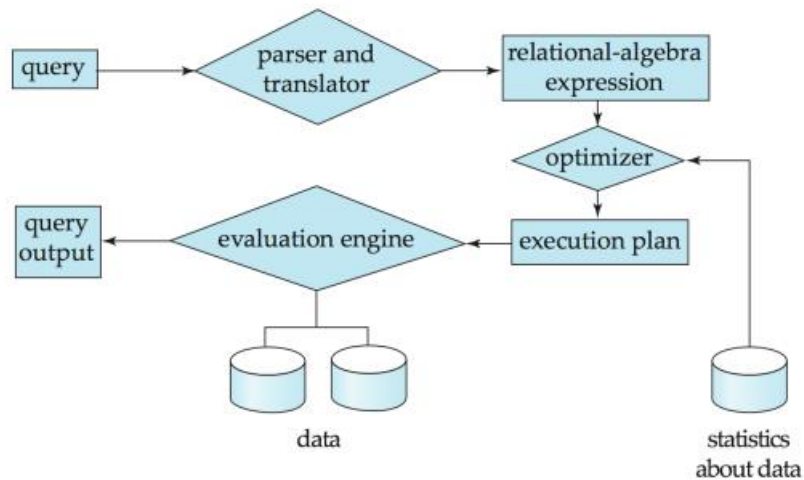 query
parser and
translator
relational-algebra
expression
optimizer
query
output
evaluation engine
execution plan
data
statistics
about data